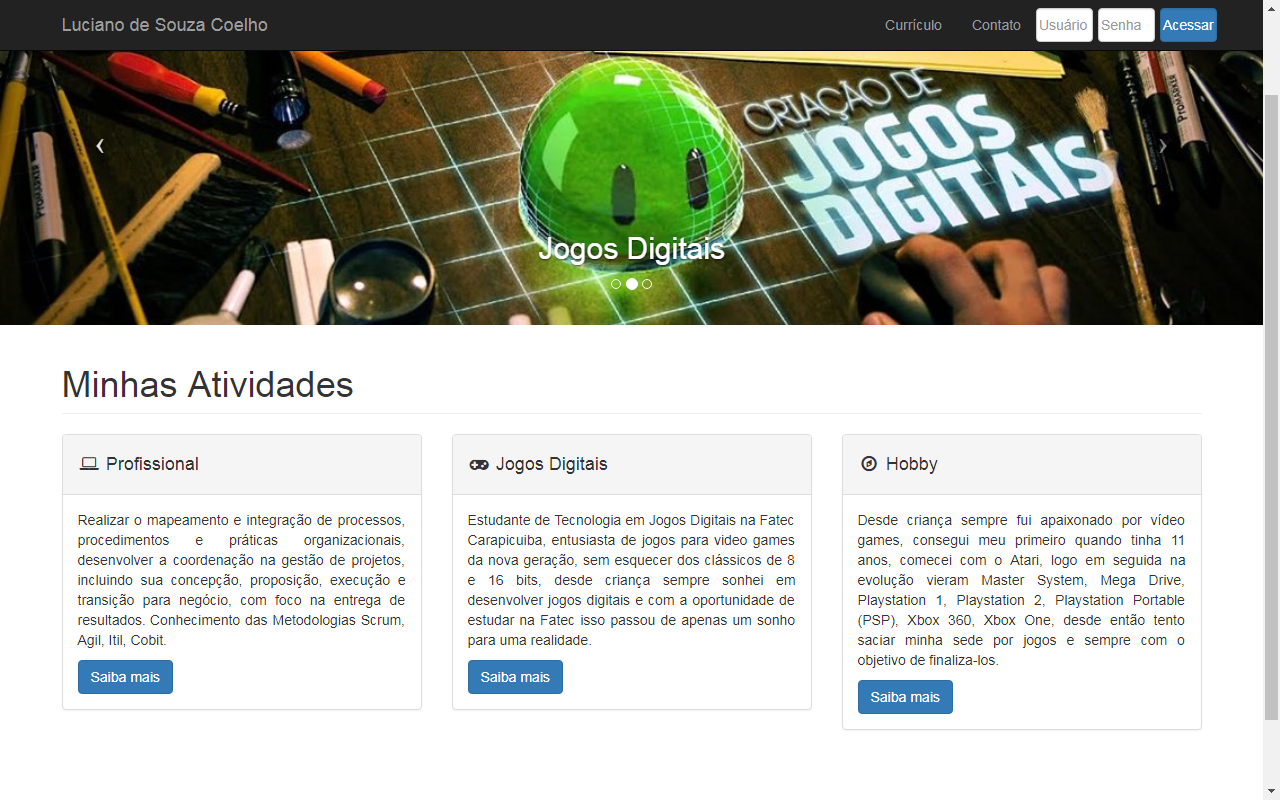 Luciano de Souza Coelho
Currículo
Contato
Usuário
Senha
Acessar
CRIAÇÃO DE
JOGOS
DIGITAIS
PROMARKER
ProMARKER
Jogos Digitais
Minhas Atividades
Profissional
Realizar o mapeamento e integração de processos,
procedimentos e práticas organizacionais,
desenvolver a coordenação na gestão de projetos,
incluindo sua concepção, proposição, execução e
transição para negócio, com foco na entrega de
resultados. Conhecimento das Metodologias Scrum,
Agil, Itil, Cobit.
Saiba mais
Jogos Digitais
Estudante de Tecnologia em Jogos Digitais na Fatec
Carapicuiba, entusiasta de jogos para video games
da nova geração, sem esquecer dos clássicos de 8
e 16 bits, desde criança sempre sonhei em
desenvolver jogos digitais e com a oportunidade de
estudar na Fatec isso passou de apenas um sonho
para uma realidade.
Saiba mais
Hobby
Desde criança sempre fui apaixonado por vídeo
games, consegui meu primeiro quando tinha 11
anos, comecei com o Atari, logo em seguida na
evolução vieram Master System, Mega Drive,
Playstation 1, Playstation 2, Playstation Portable
(PSP), Xbox 360, Xbox One, desde então tento
saciar minha sede por jogos e sempre com o
objetivo de finaliza-los.
Saiba mais